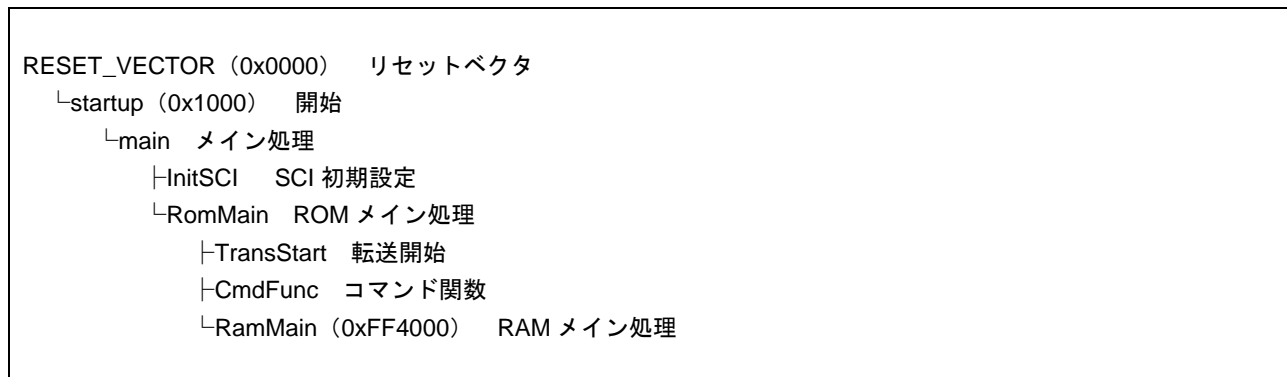 RESET_VECTOR（0x0000）　リセットベクタ
└startup（0x1000）　開始
└main　メイン処理
├InitSCI　SCI 初期設定
└RomMain　ROM メイン処理
├TransStart　転送開始
├CmdFunc　コマンド関数
└RamMain（0xFF4000）　RAM メイン処理